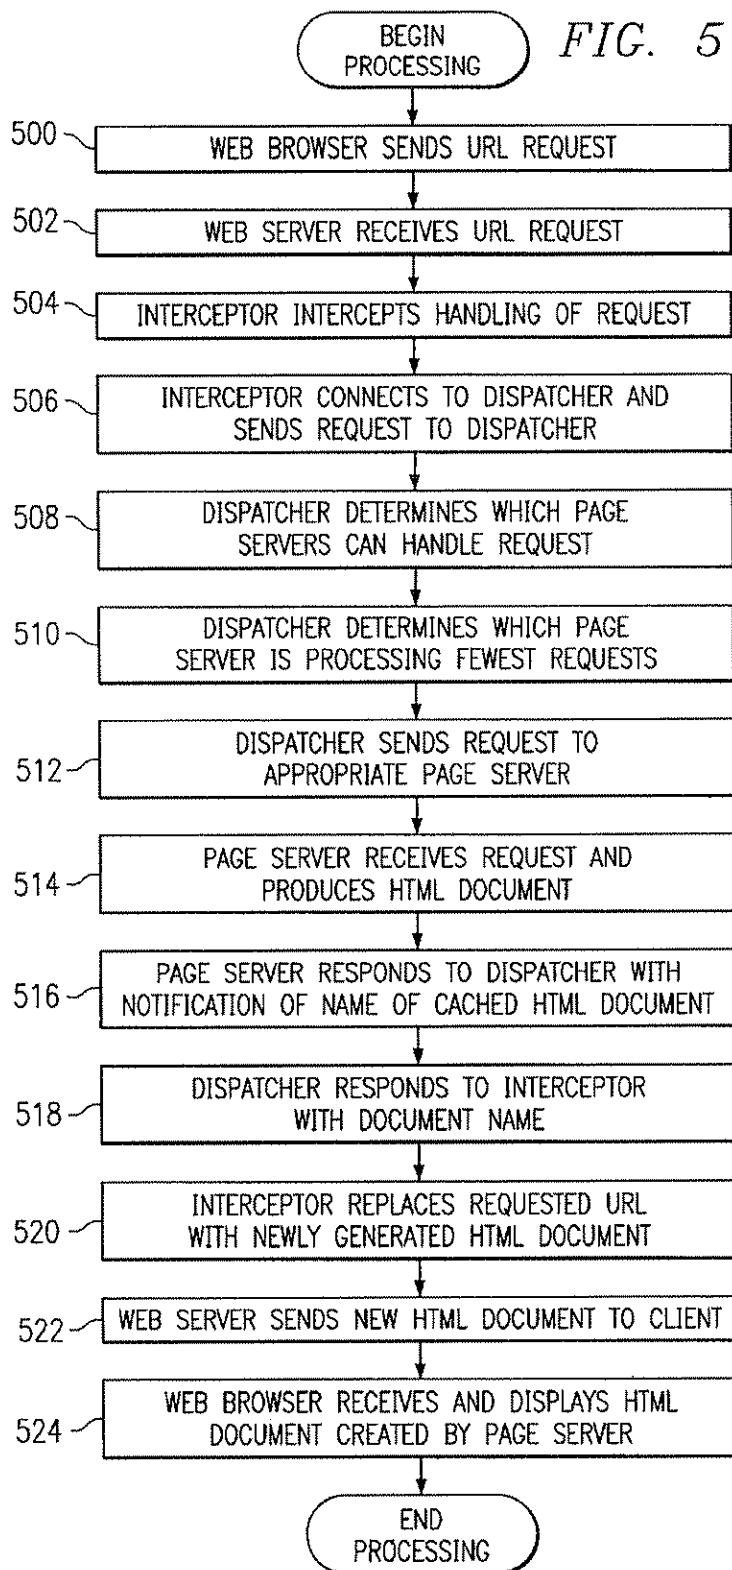 BEGIN
PROCESSING
FIG. 5
500
WEB BROWSER SENDS URL REQUEST
502
WEB SERVER RECEIVES URL REQUEST
504
INTERCEPTOR INTERCEPTS HANDLING OF REQUEST
506
INTERCEPTOR CONNECTS TO DISPATCHER AND
SENDS REQUEST TO DISPATCHER
508
DISPATCHER DETERMINES WHICH PAGE
SERVERS CAN HANDLE REQUEST
510
DISPATCHER DETERMINES WHICH PAGE
SERVER IS PROCESSING FEWEST REQUESTS
512
DISPATCHER SENDS REQUEST TO
APPROPRIATE PAGE SERVER
514
PAGE SERVER RECEIVES REQUEST AND
PRODUCES HTML DOCUMENT
516
PAGE SERVER RESPONDS TO DISPATCHER WITH
NOTIFICATION OF NAME OF CACHED HTML DOCUMENT
518
DISPATCHER RESPONDS TO INTERCEPTOR
WITH DOCUMENT NAME
520
INTERCEPTOR REPLACES REQUESTED URL
WITH NEWLY GENERATED HTML DOCUMENT
522
WEB SERVER SENDS NEW HTML DOCUMENT TO CLIENT
524
WEB BROWSER RECEIVES AND DISPLAYS HTML
DOCUMENT CREATED BY PAGE SERVER
END
PROCESSING